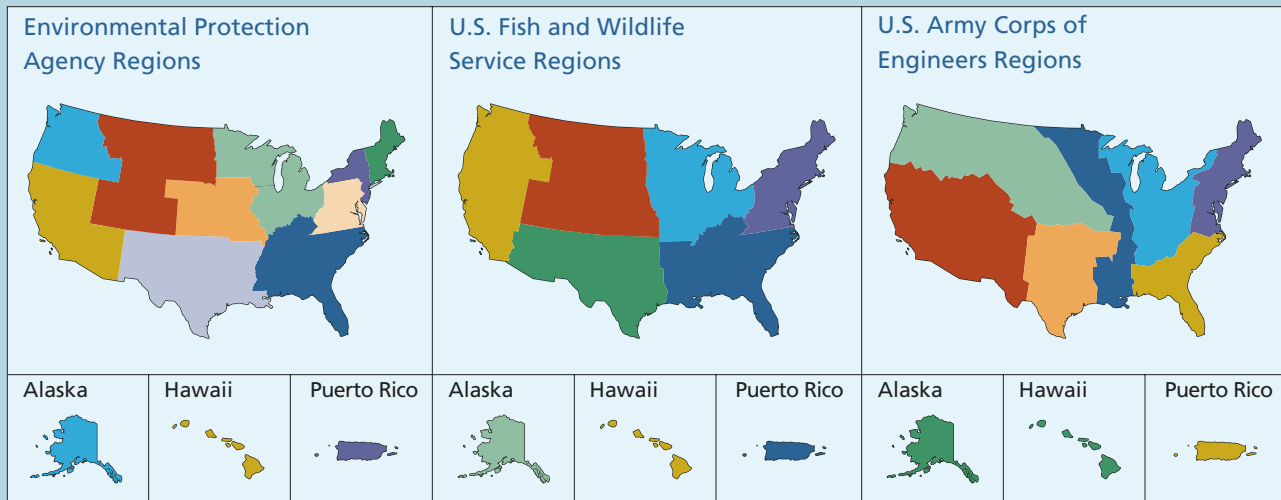 Environmental Protection
Agency Regions
U.S. Fish and Wildlife
Service Regions
U.S. Army Corps of
Engineers Regions
Alaska
Hawaii
Puerto Rico
Alaska
Hawaii
Puerto Rico
Alaska
Hawaii
Puerto Rico